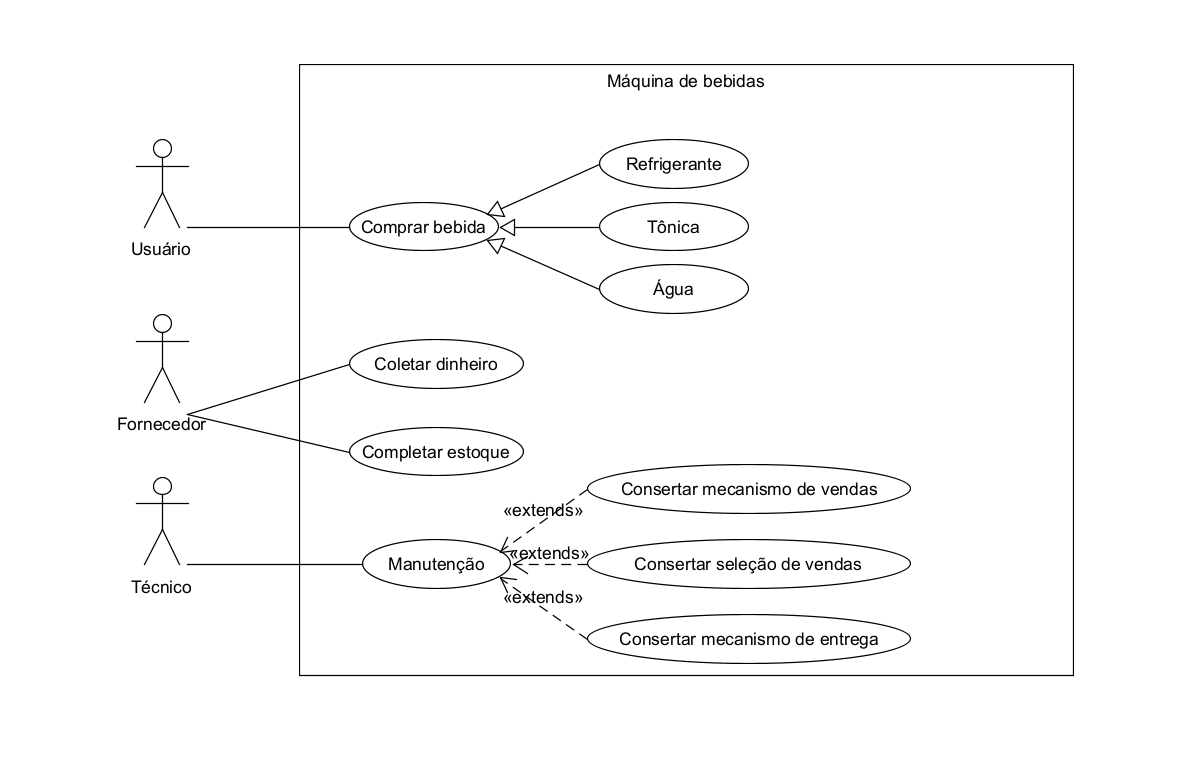 Máquina de bebidas
Usuário
Comprar bebida
Refrigerante
Tônica
Água
Fornecedor
Coletar dinheiro
Completar estoque
Técnico
Manutenção
«extends»
Consertar mecanismo de vendas
«extends»
Consertar seleção de vendas
«extends»
Consertar mecanismo de entrega